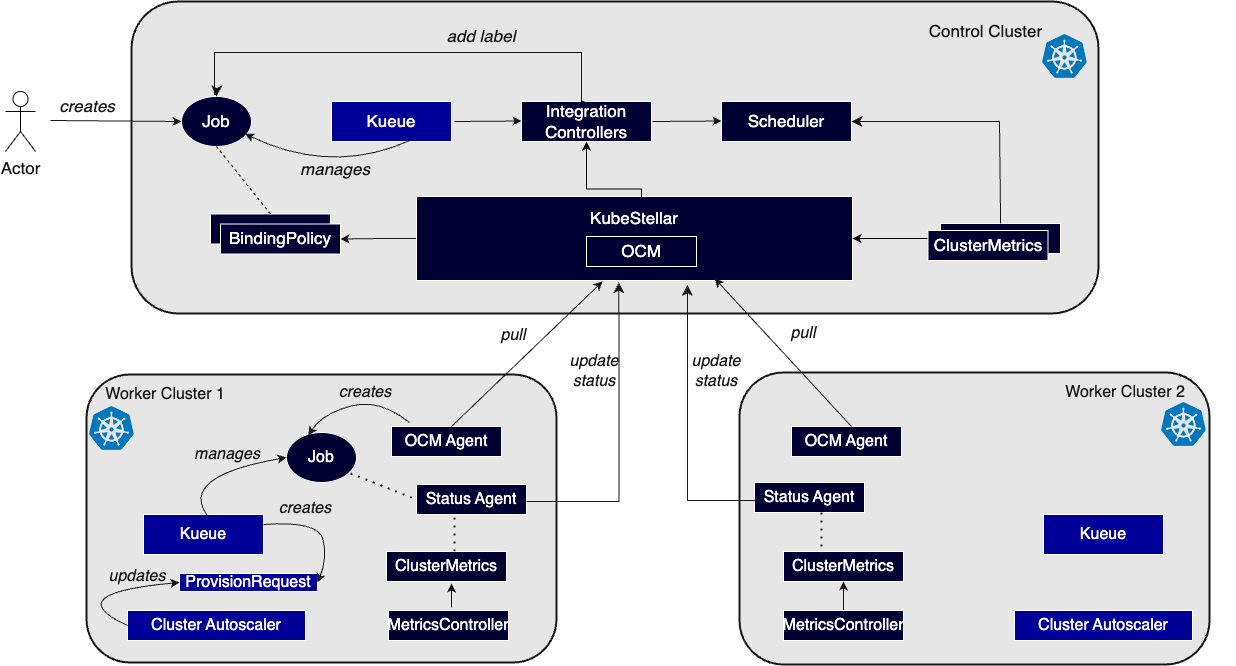 Control Cluster
add label
creates
Actor
Job
Kueue
manages
Integration
Controllers
Scheduler
BindingPolicy
KubeStellar
OCM
ClusterMetrics
pull
update
status
update
status
pull
Worker Cluster 1
creates
OCM Agent
manages
Job
Status Agent
creates
Kueue
ClusterMetrics
updates
ProvisionRequest
Cluster Autoscaler
MetricsController
Worker Cluster 2
OCM Agent
Status Agent
Kueue
ClusterMetrics
MetricsController
Cluster Autoscaler